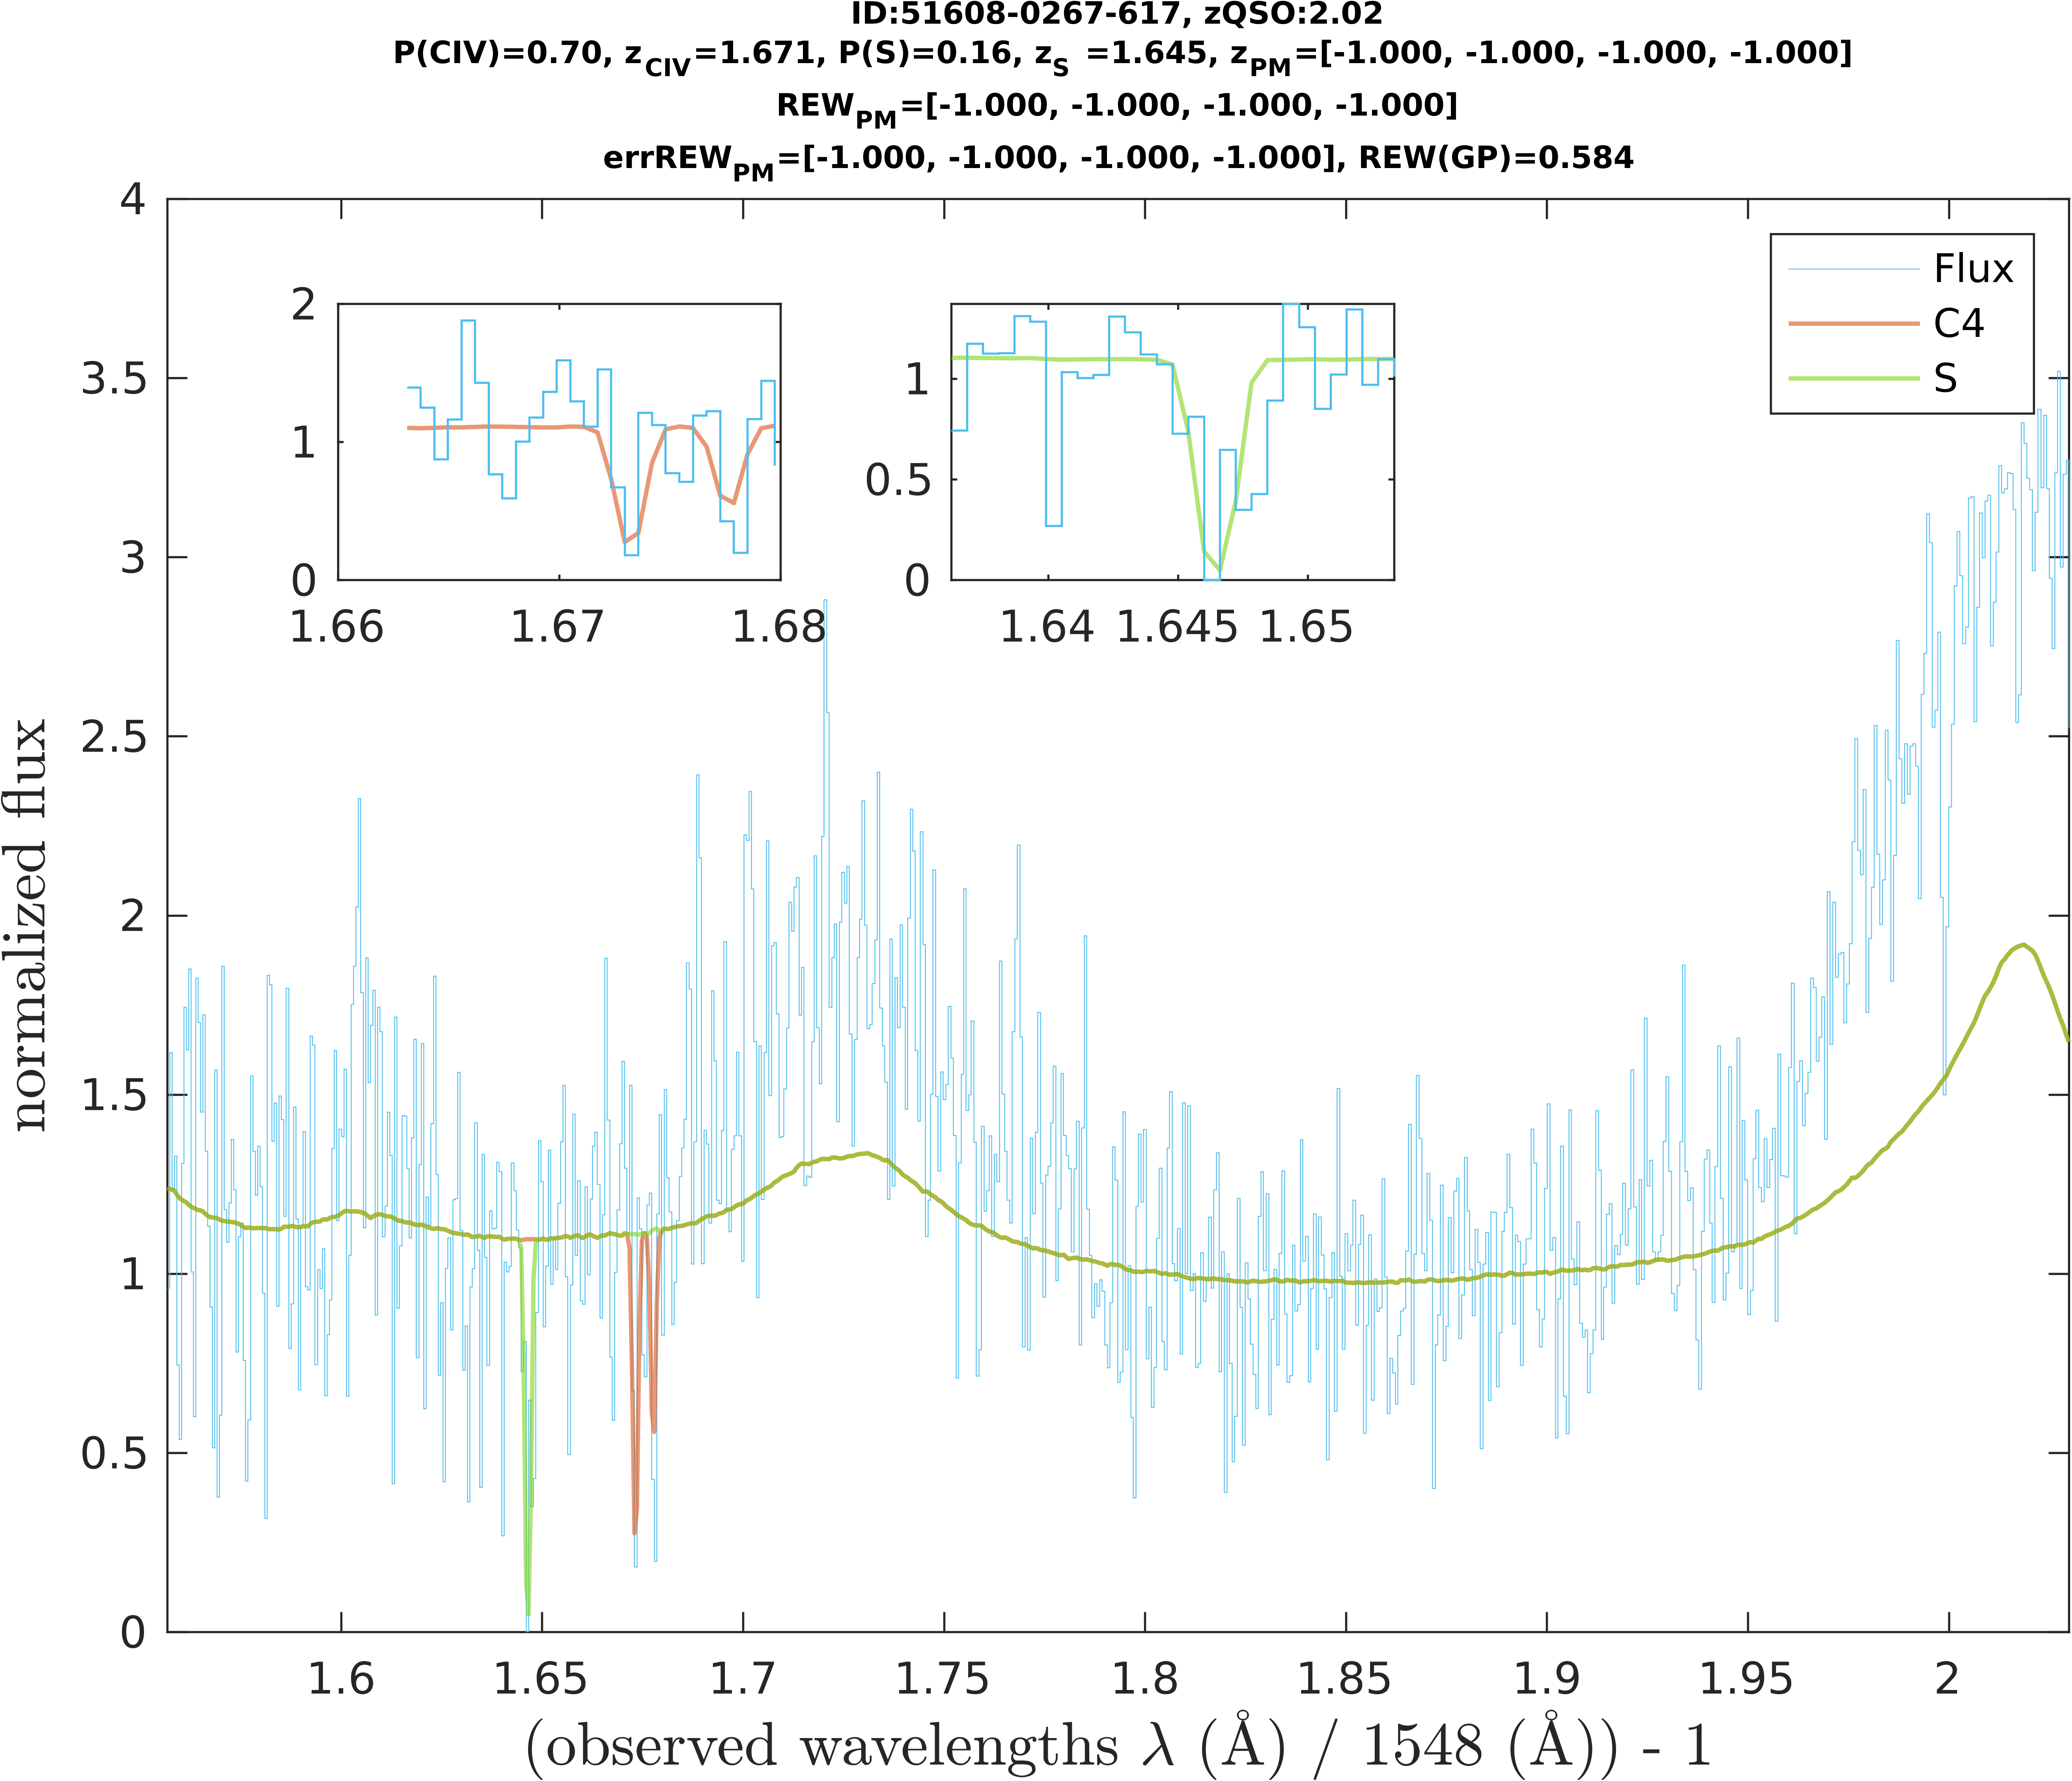 ID:51608-0267-617, zQSO:2.02
P(CIV)=0.70, zCIV=1.671, P(S)=0.16, zS =1.645, zPM=[-1.000, -1.000, -1.000, -1.000]
REWPM=[-1.000, -1.000, -1.000, -1.000]
errREWPM=[-1.000, -1.000, -1.000, -1.000], REW(GP)=0.584
4
3.5
3
2.5
2
1.5
1
0.5
0
normalized flux
2
1
0
1.66 1.67 1.68
1
0.5
0
1.64 1.645 1.65
Flux
C4
S
1.6 1.65 1.7 1.75 1.8 1.85 1.9 1.95 2
(observed wavelengths λ (Å) / 1548 (Å)) - 1